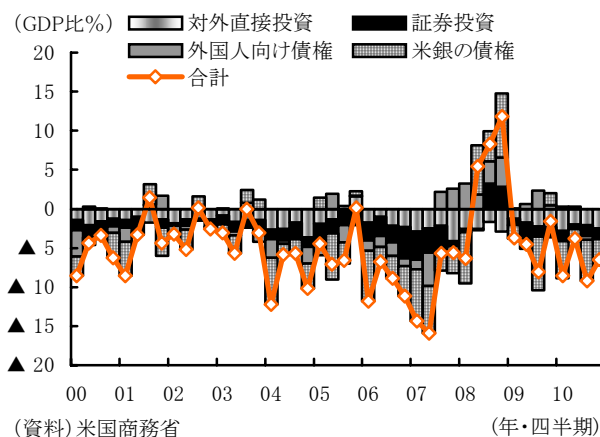 (GDP比%)
対外直接投資
証券投資
外国人向け債権
米銀の債権
合計
20
15
10
5
0
▲ 5
▲ 10
▲ 15
▲ 20
00 01 02 03 04 05 06 07 08 09 10
(資料)米国商務省
(年・四半期)